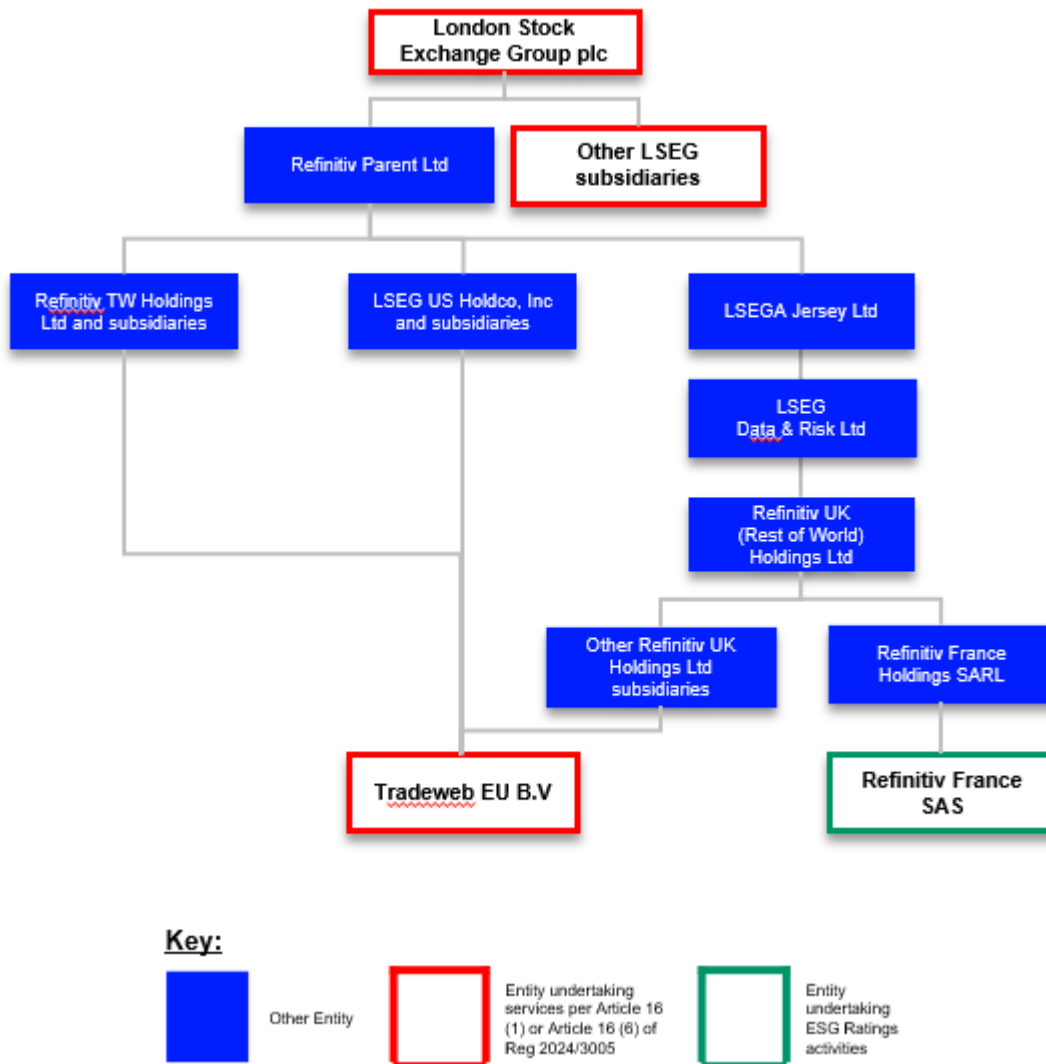 London Stock
Exchange Group plc
Refinitiv Parent Ltd
Other LSEG
subsidiaries
Refinitiv TW Holdings
Ltd and subsidiaries
LSEG US Holdco, Inc
and subsidiaries
LSEGA Jersey Ltd
LSEG
Data & Risk Ltd
Refinitiv UK
(Rest of World)
Holdings Ltd
Other Refinitiv UK
Holdings Ltd
subsidiaries
Refinitiv France
Holdings SARL
Tradeweb EU B.V
Refinitiv France
SAS
Key:
Other Entity
Entity undertaking
services per Article 16
(1) or Article 16 (6) of
Reg 2024/3005
Entity
undertaking
ESG Ratings
activities